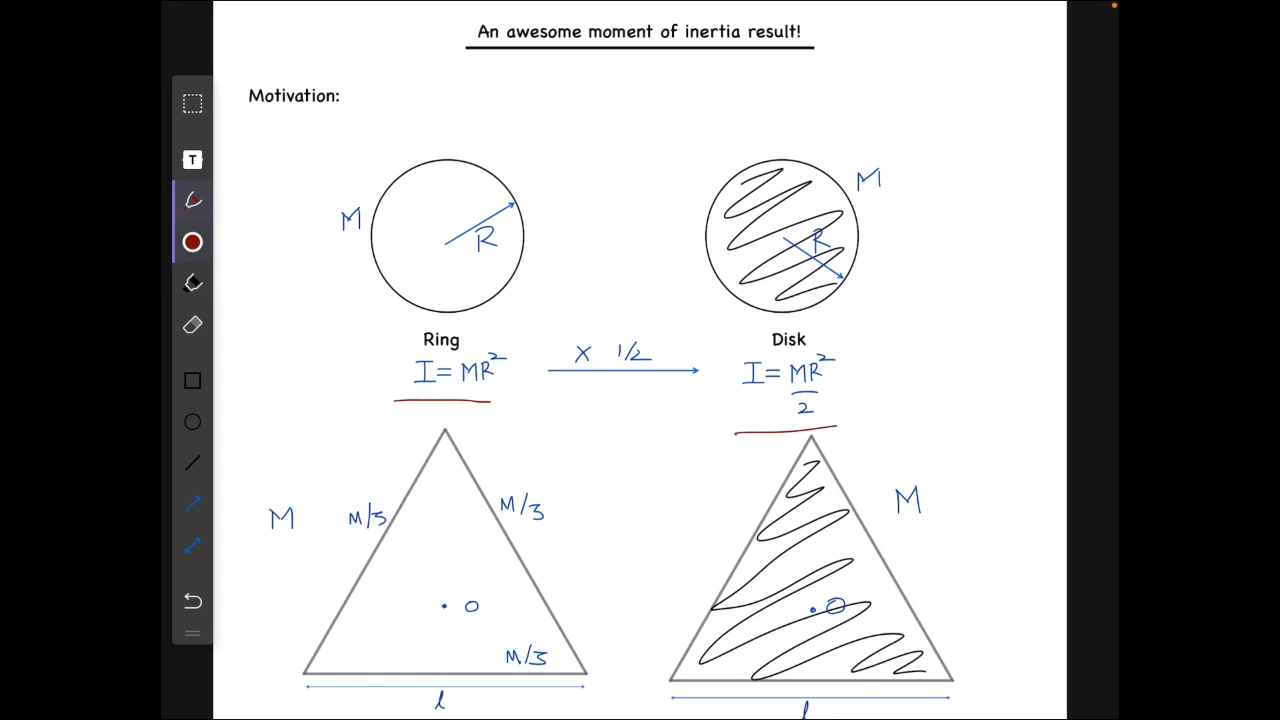 An awesome moment of inertia result!
Motivation:
T
M
R
M
R
Ring
Disk
I = MR²
x 1/2
I = MR²
2
M
M/3
M/3
M
O
O
M/3
l
l